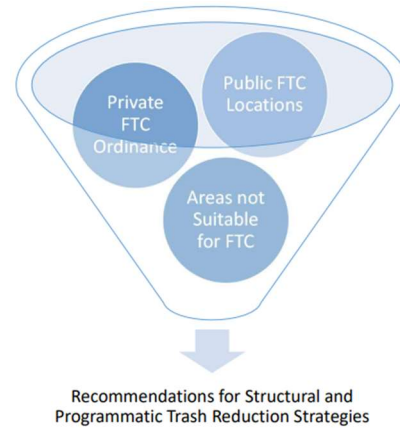 Private
FTC
Ordinance
Public FTC
Locations
Areas not
Suitable
for FTC
Recommendations for Structural and
Programmatic Trash Reduction Strategies